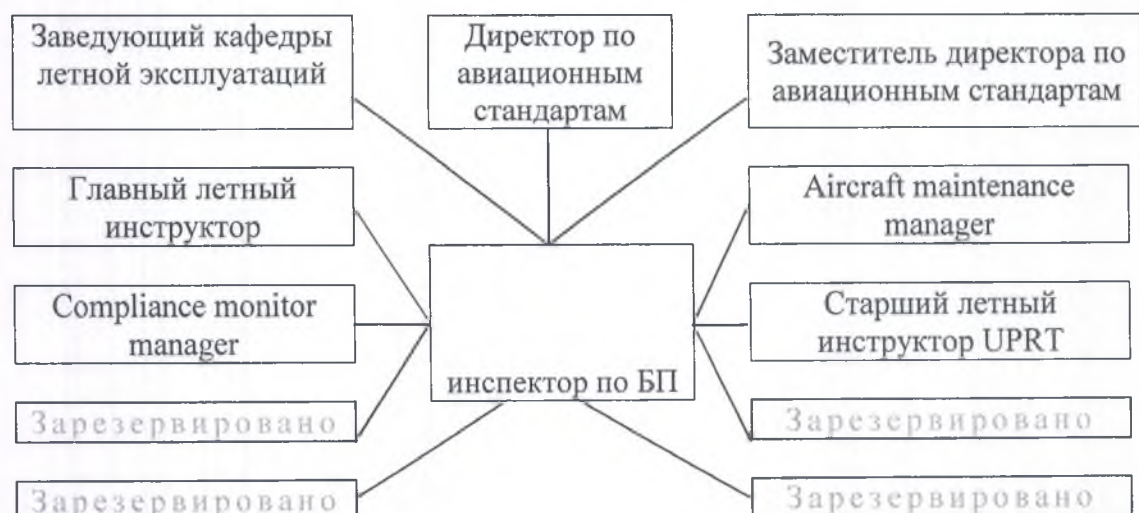 Заведующий кафедры
летной эксплуатаций
Директор по
авиационным
стандартам
Заместитель директора по
авиационным стандартам
Главный летный
инструктор
Aircraft maintenance
manager
Compliance monitor
manager
инспектор по БП
Старший летный
инструктор UPRT
Зарезервировано
Зарезервировано
Зарезервировано
Зарезервировано